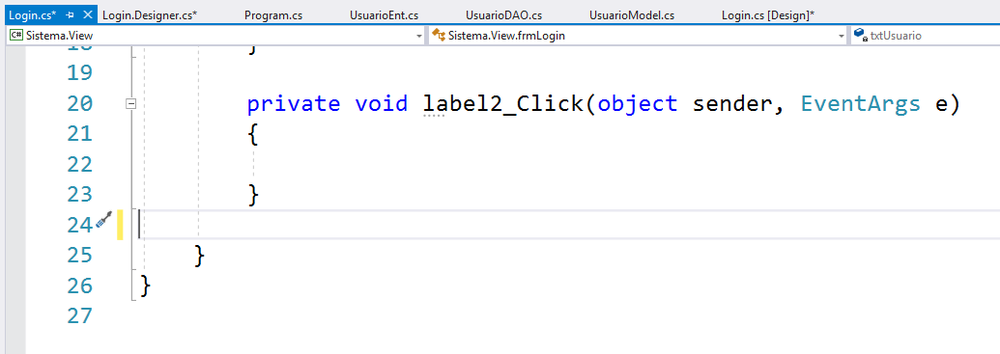 Login.cs* Login.Designer.cs* Program.cs UsuarioEnt.cs UsuarioDAO.cs UsuarioModel.cs Login.cs [Design]*
C# Sistema.View Sistema.View.frmLogin txtUsuario
19
20 private void label2_Click(object sender, EventArgs e)
21 {
22
23 }
24
25 }
26 }
27